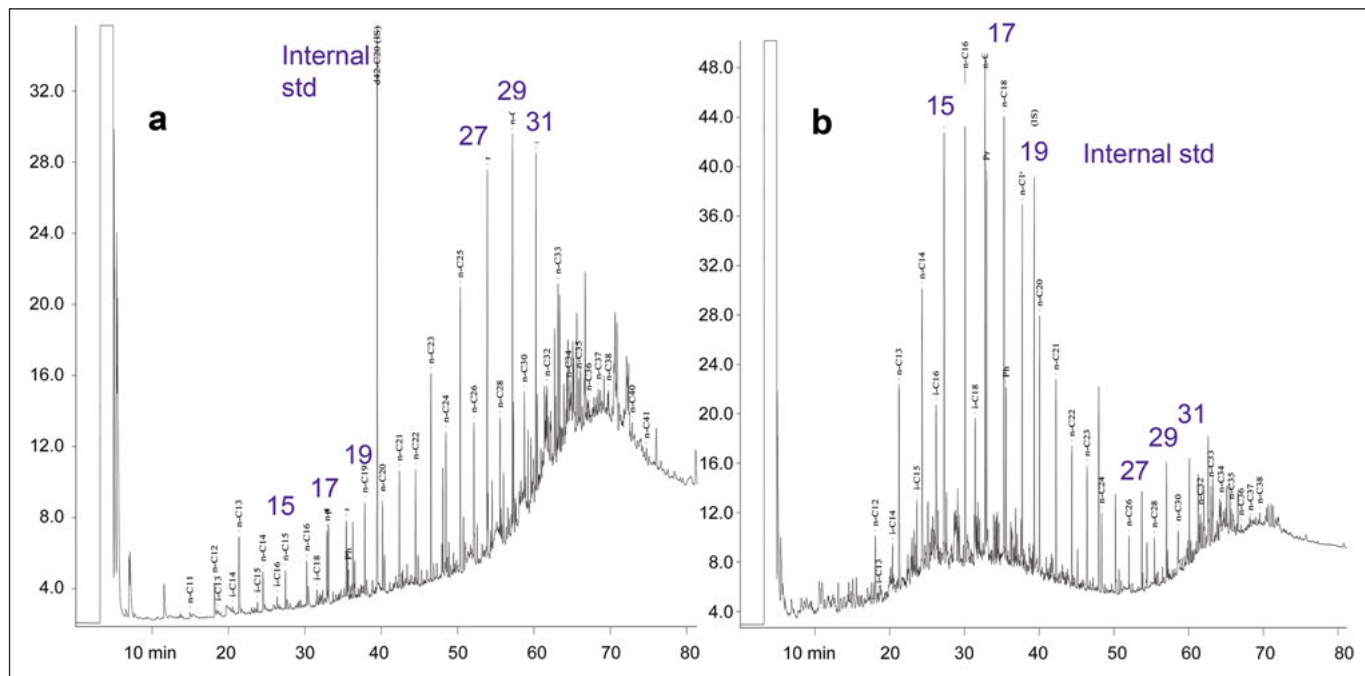 a
Internal
std
d42-C20 (IS)
32.0
28.0
24.0
20.0
16.0
12.0
8.0
4.0
15
17
19
27
29
31
n-C11
n-C12
i-C13
i-C14
n-C13
i-C15
n-C14
i-C16
n-C15
n-C16
i-C18
Ph
n-C19
n-C20
n-C21
n-C22
n-C23
n-C24
n-C25
n-C26
n-C28
n-C30
n-C32
n-C33
n-C34
n-C35
n-C36
n-C37
n-C38
n-C40
n-C41
10 min
20
30
40
50
60
70
80
b
Internal std
(IS)
48.0
44.0
40.0
36.0
32.0
28.0
24.0
20.0
16.0
12.0
8.0
4.0
15
17
19
27
29
31
n-C12
i-C13
i-C14
n-C13
i-C15
n-C14
i-C16
n-C16
i-C18
Pr
n-C18
Ph
n-C20
n-C21
n-C22
n-C23
n-C24
n-C26
n-C28
n-C30
n-C32
n-C33
n-C34
n-C35
n-C36
n-C37
n-C38
10 min
20
30
40
50
60
70
80